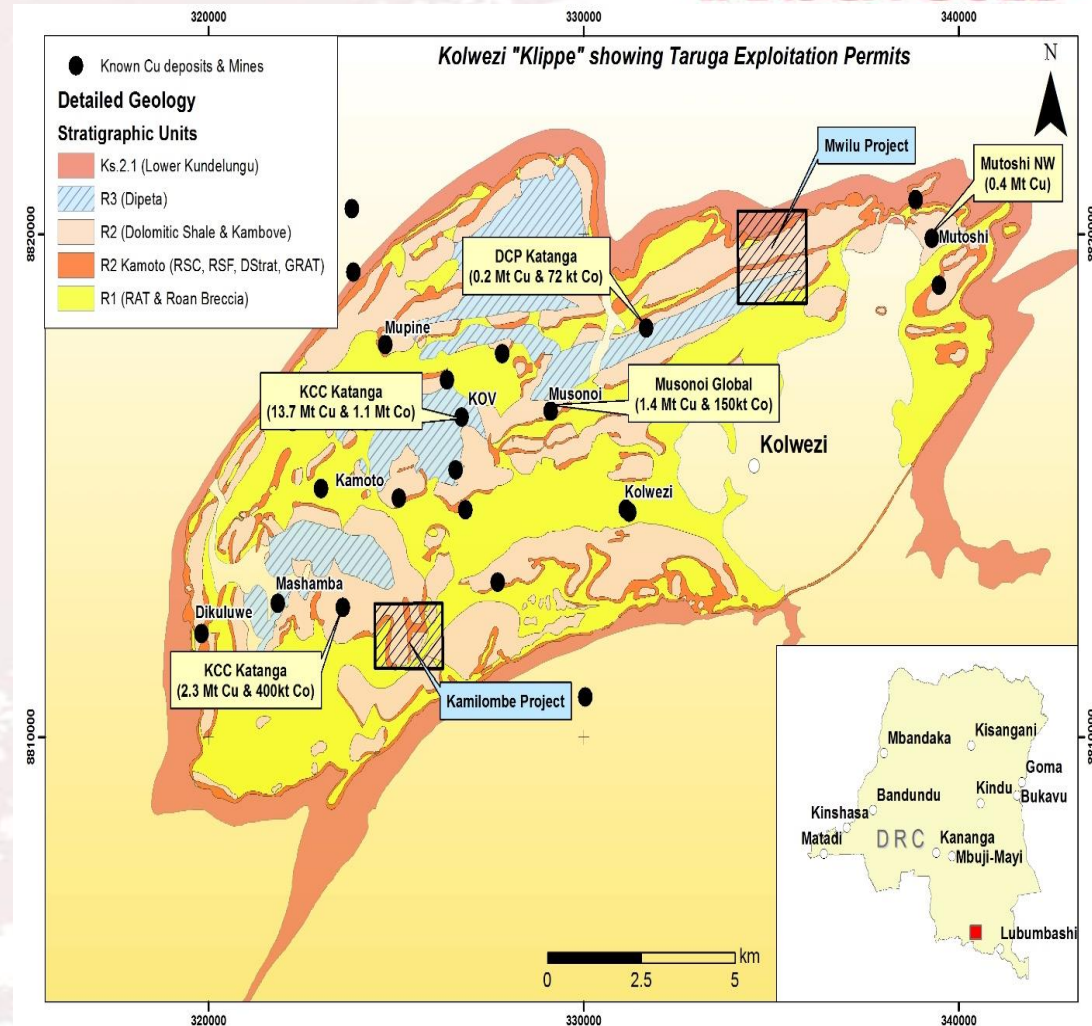 320000
330000
340000
Kolwezi "Klippe" showing Taruga Exploitation Permits
N
Known Cu deposits & Mines
Detailed Geology
Stratigraphic Units
Ks.2.1 (Lower Kundelungu)
R3 (Dipeta)
R2 (Dolomitic Shale & Kambove)
R2 Kamoto (RSC, RSF, DStrat, GRAT)
R1 (RAT & Roan Breccia)
Mwilu Project
Mutoshi NW
(0.4 Mt Cu)
8820000
8820000
Mutoshi
DCP Katanga
(0.2 Mt Cu & 72 kt Co)
Mupine
KCC Katanga
(13.7 Mt Cu & 1.1 Mt Co)
KOV
Musonoi
Musonoi Global
(1.4 Mt Cu & 150kt Co)
Kolwezi
Kamoto
Kolwezi
Mashamba
Dikuluwe
KCC Katanga
(2.3 Mt Cu & 400kt Co)
Kamilombe Project
8810000
8810000
Mbandaka
Kisangani
Goma
Bukavu
Kindu
Bandundu
Kinshasa
Matadi
DRC
Kananga
Mbuji-Mayi
Lubumbashi
km
0
2.5
5
320000
330000
340000